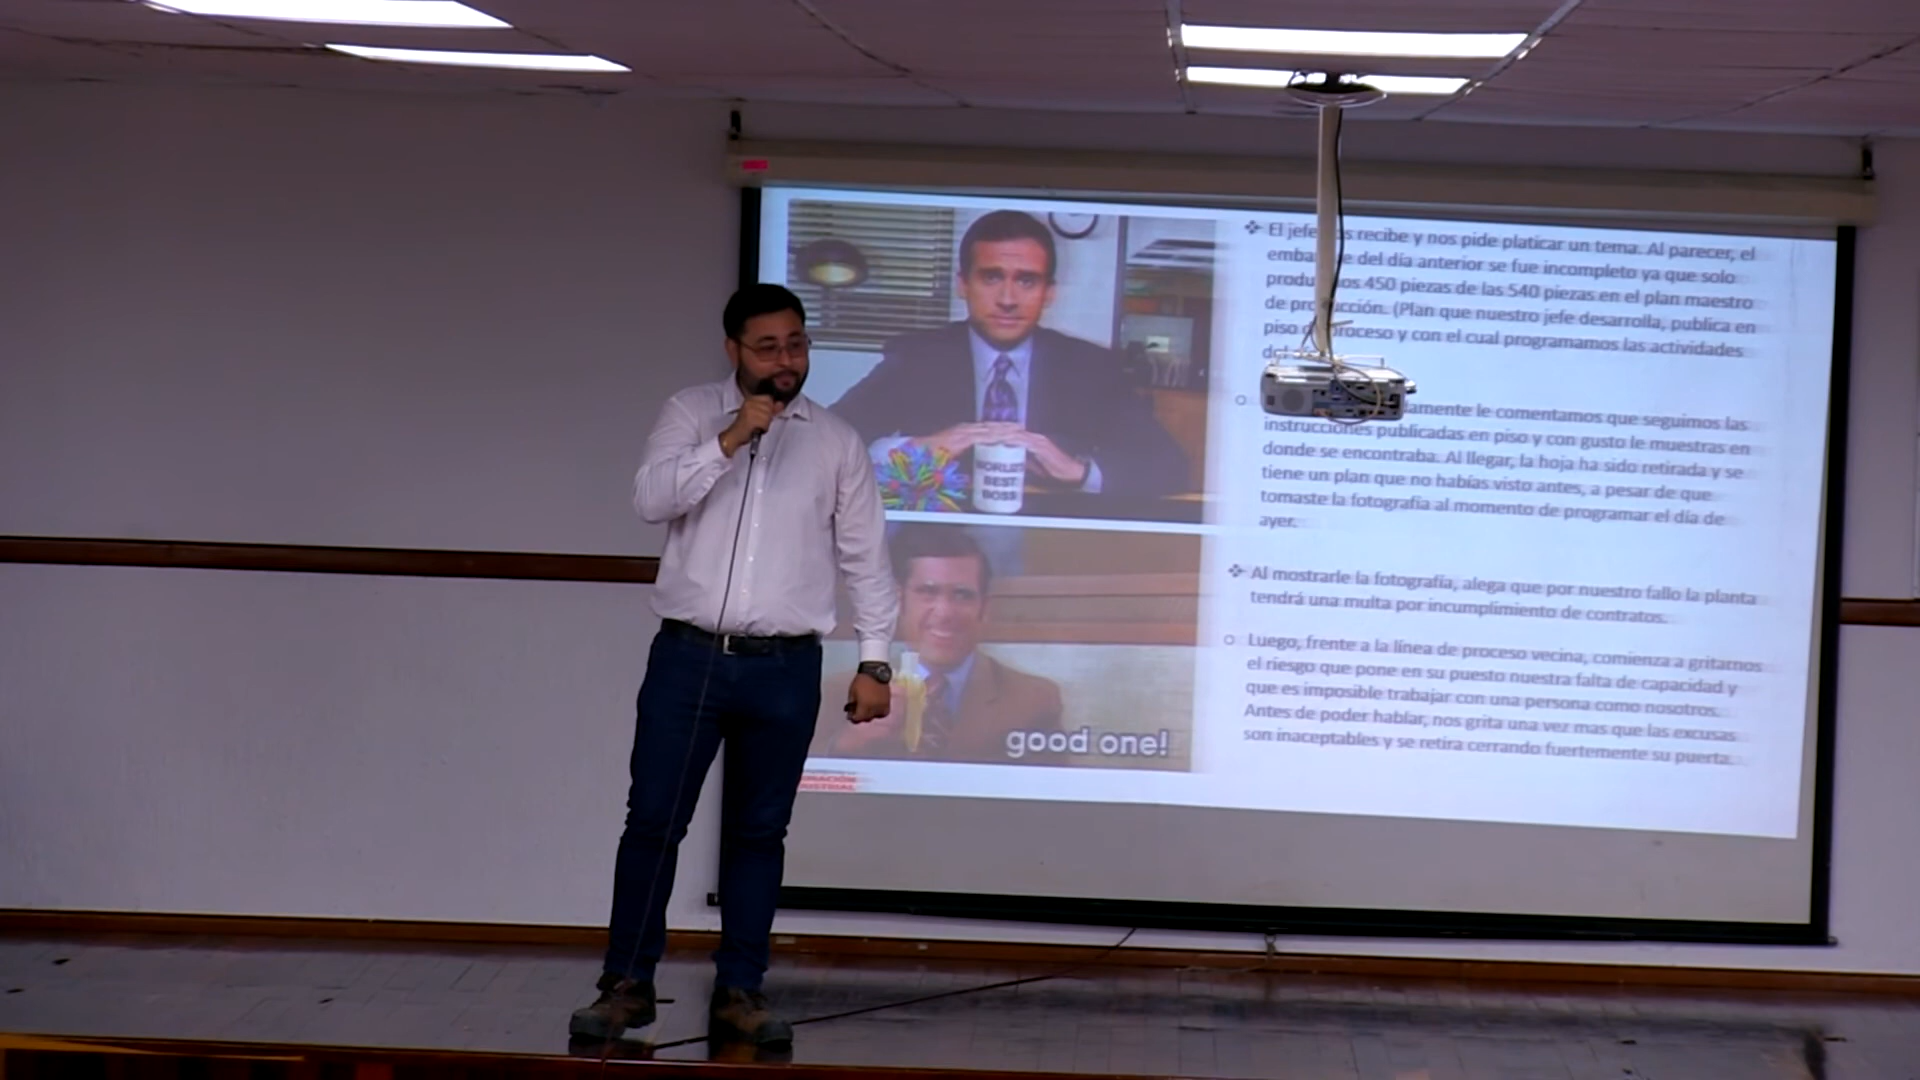 WORLD'S
BEST
BOSS
good one!
El jefe recibe y nos pide platicar un tema. Al parecer, el
del día anterior se fue incompleto ya que solo
450 piezas de las 540 piezas en el plan maestro
de (Plan que nuestro jefe desarrolla, publica en
piso proceso y con el cual programamos las actividades
le comentamos que seguimos las
instrucciones publicadas en piso y con gusto le muestras en
donde se encontraba. Al llegar, la hoja ha sido retirada y se
tiene un plan que no habías visto antes, a pesar de que
tomaste la fotografía al momento de programar el día de
ayer.
Al mostrarle la fotografía, alega que por nuestro fallo la planta
tendrá una multa por incumplimiento de contratos.
Luego, frente a la línea de proceso vecina, comienza a gritarnos
el riesgo que pone en su puesto nuestra falta de capacidad y
que es imposible trabajar con una persona como nosotros.
Antes de poder hablar, nos grita una vez mas que las excusas
son inaceptables y se retira cerrando fuertemente su puerta.